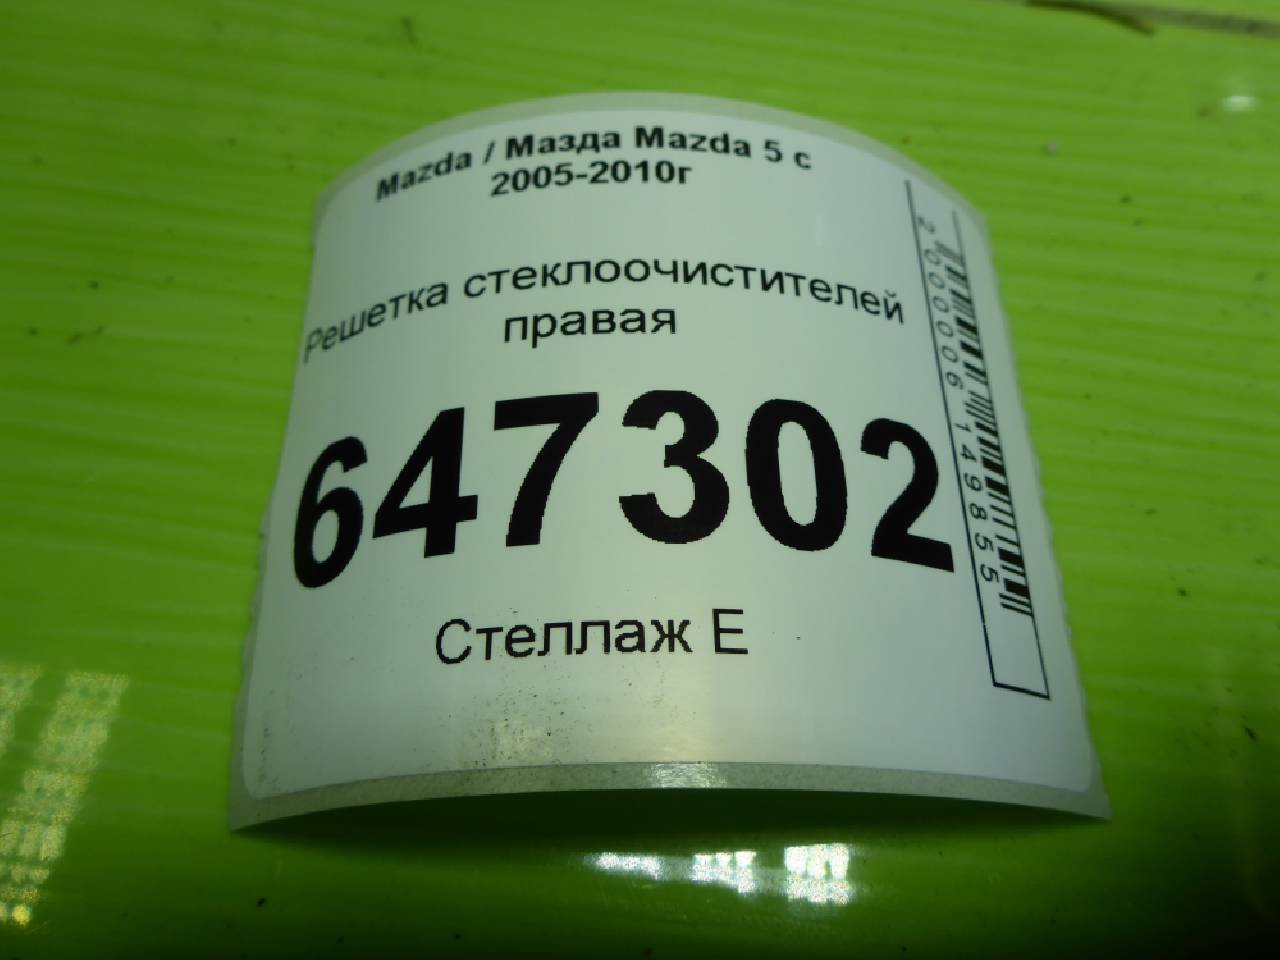 Mazda / Мазда Mazda 5 с
2005-2010г
Решетка стеклоочистителей
правая
647302
Стеллаж Е
2000006149855